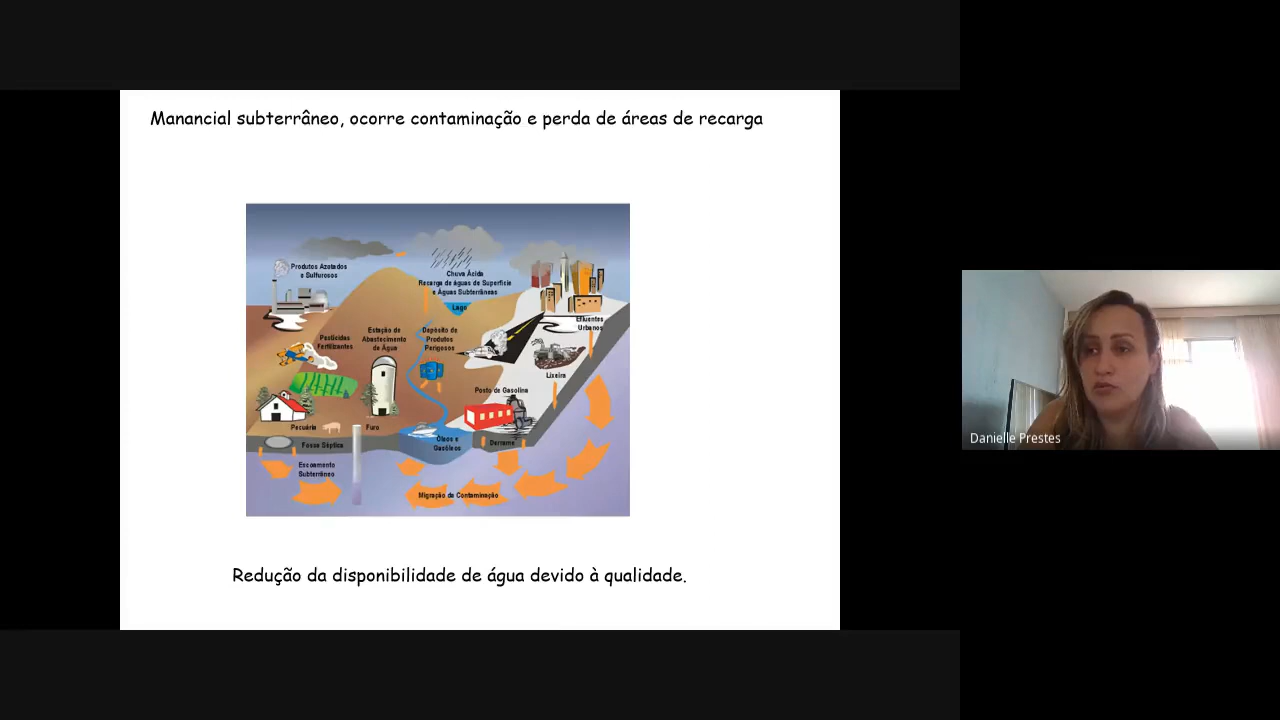 Manancial subterrâneo, ocorre contaminação e perda de áreas de recarga
Produtos Azotados
e Sulfurosos
Chuva Ácida
Recarga de águas de Superfície
e Águas Subterrâneas
Lago
Efluentes
Urbanos
Pesticidas
Fertilizantes
Estação de
Abastecimento
de Água
Depósito de
Produtos
Perigosos
Lixeira
Posto de Gasolina
Pecuária
Furo
Fossa Séptica
Óleos e
Gasóleos
Derrame
Escoamento
Subterrâneo
Migração da Contaminação
Redução da disponibilidade de água devido à qualidade.
Danielle Prestes